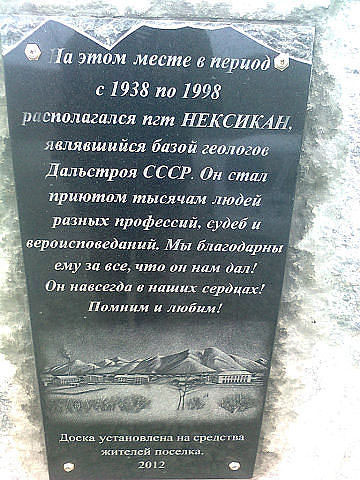 На этом месте в период
с 1938 по 1998
располагался пгт НЕКСИКАН,
являвшийся базой геологов
Дальстроя СССР. Он стал
приютом тысячам людей
разных профессий, судеб и
вероисповеданий. Мы благодарны
ему за все, что он нам дал!
Он навсегда в наших сердцах!
Помним и любим!
Доска установлена на средства
жителей поселка.
2012